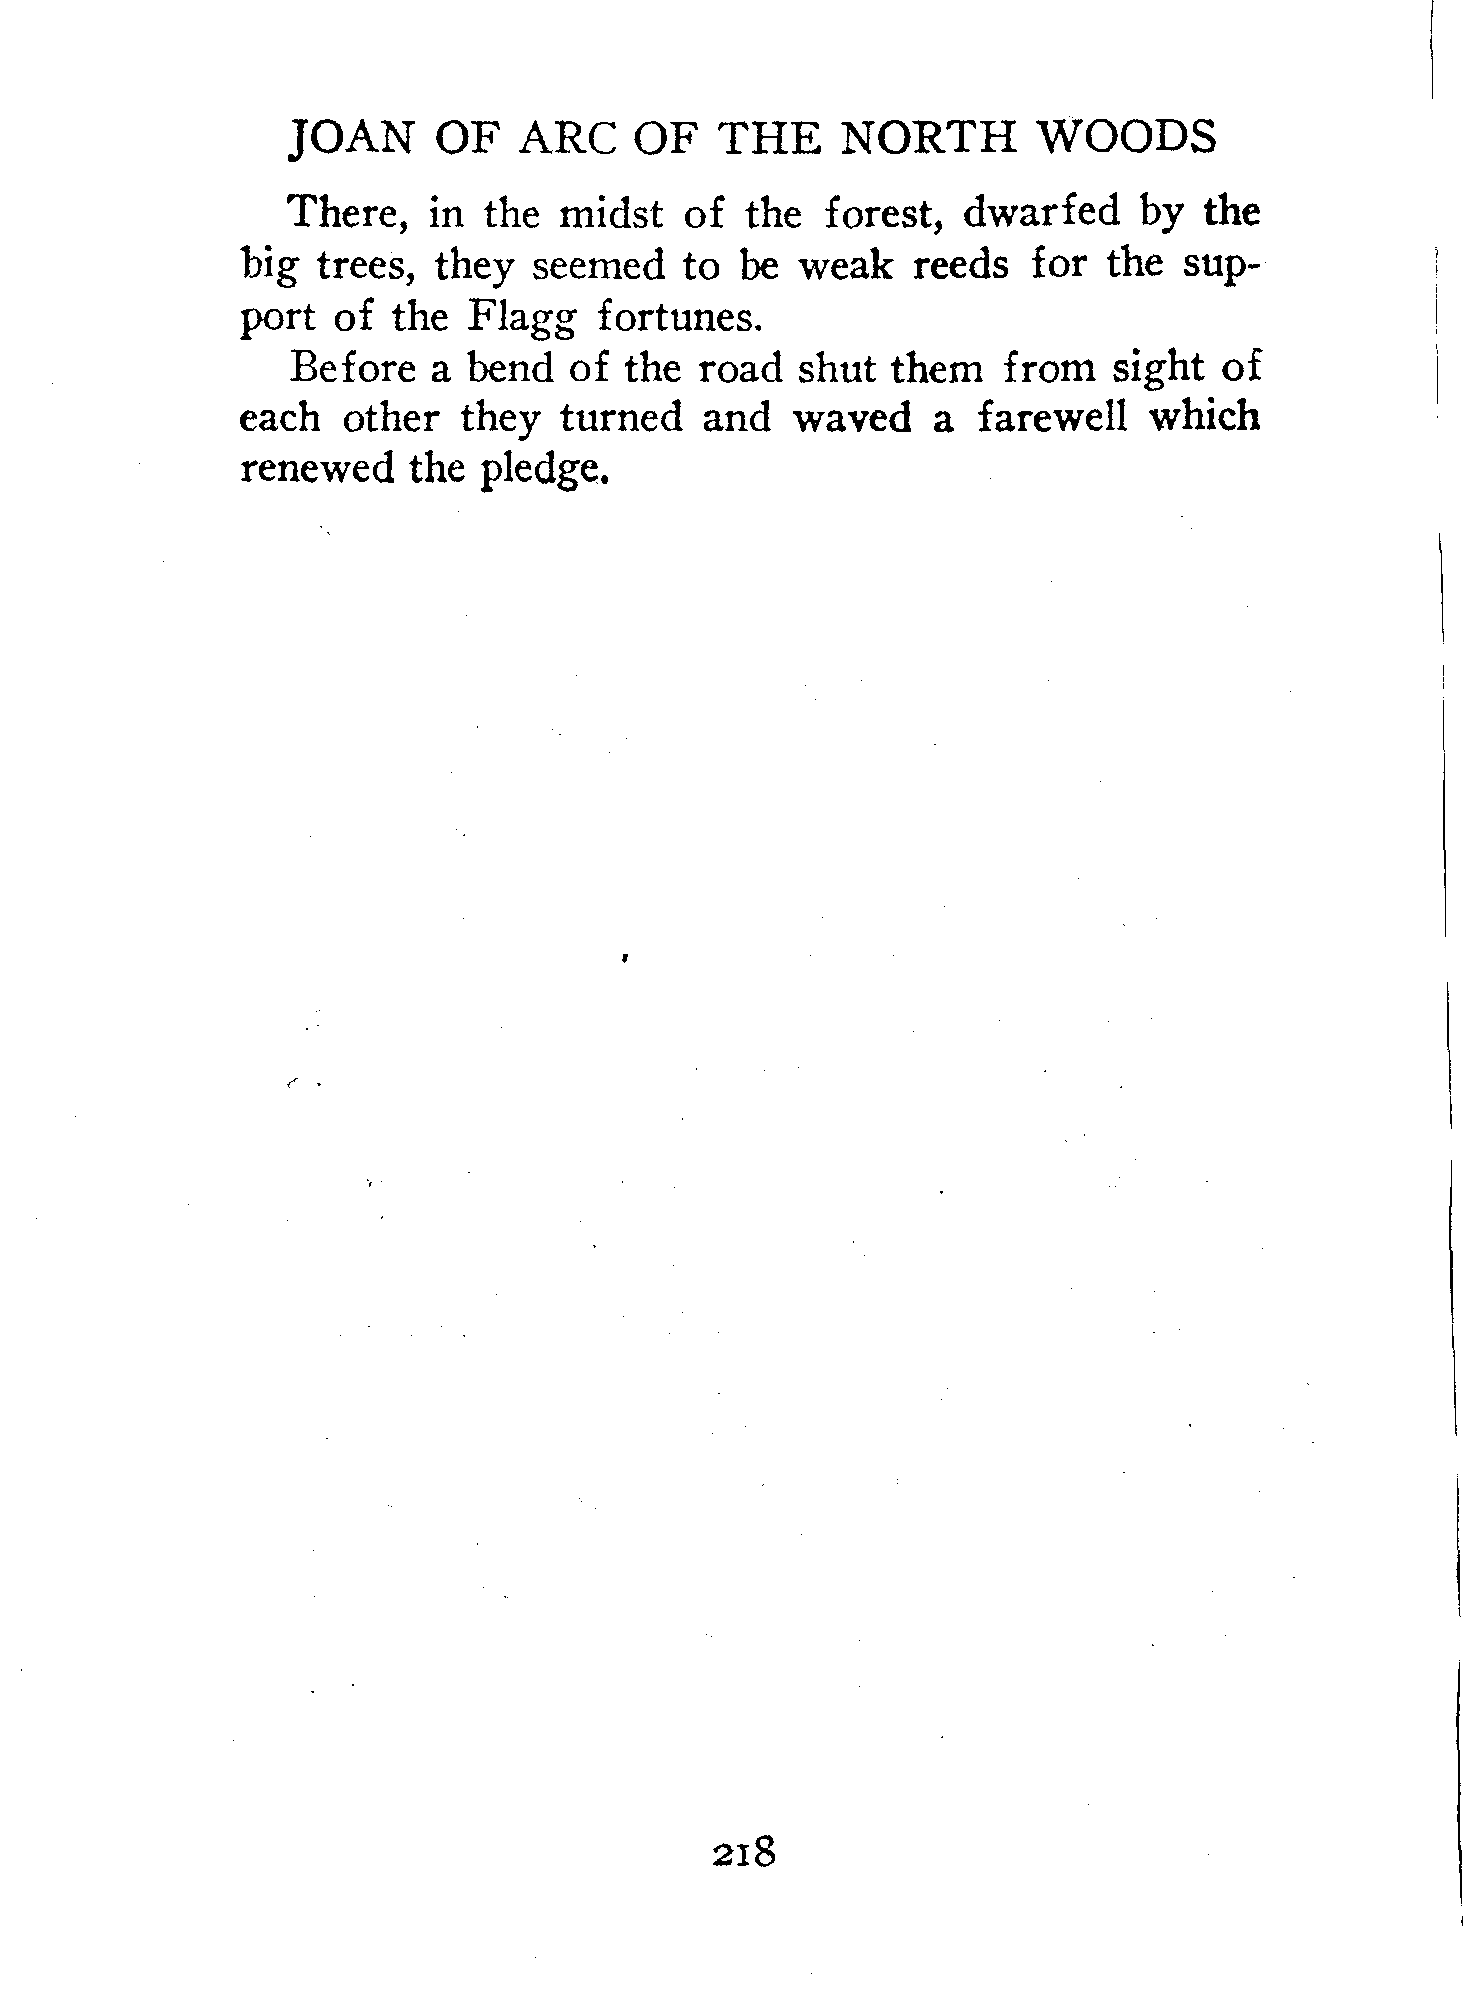 JOAN OF ARC OF THE NORTH WOODS
There, in the midst of the forest, dwarfed by the
big trees, they seemed to be weak reeds for the sup-
port of the Flagg fortunes.
Before a bend of the road shut them from sight of
each other they turned and waved a farewell which
renewed the pledge.
218